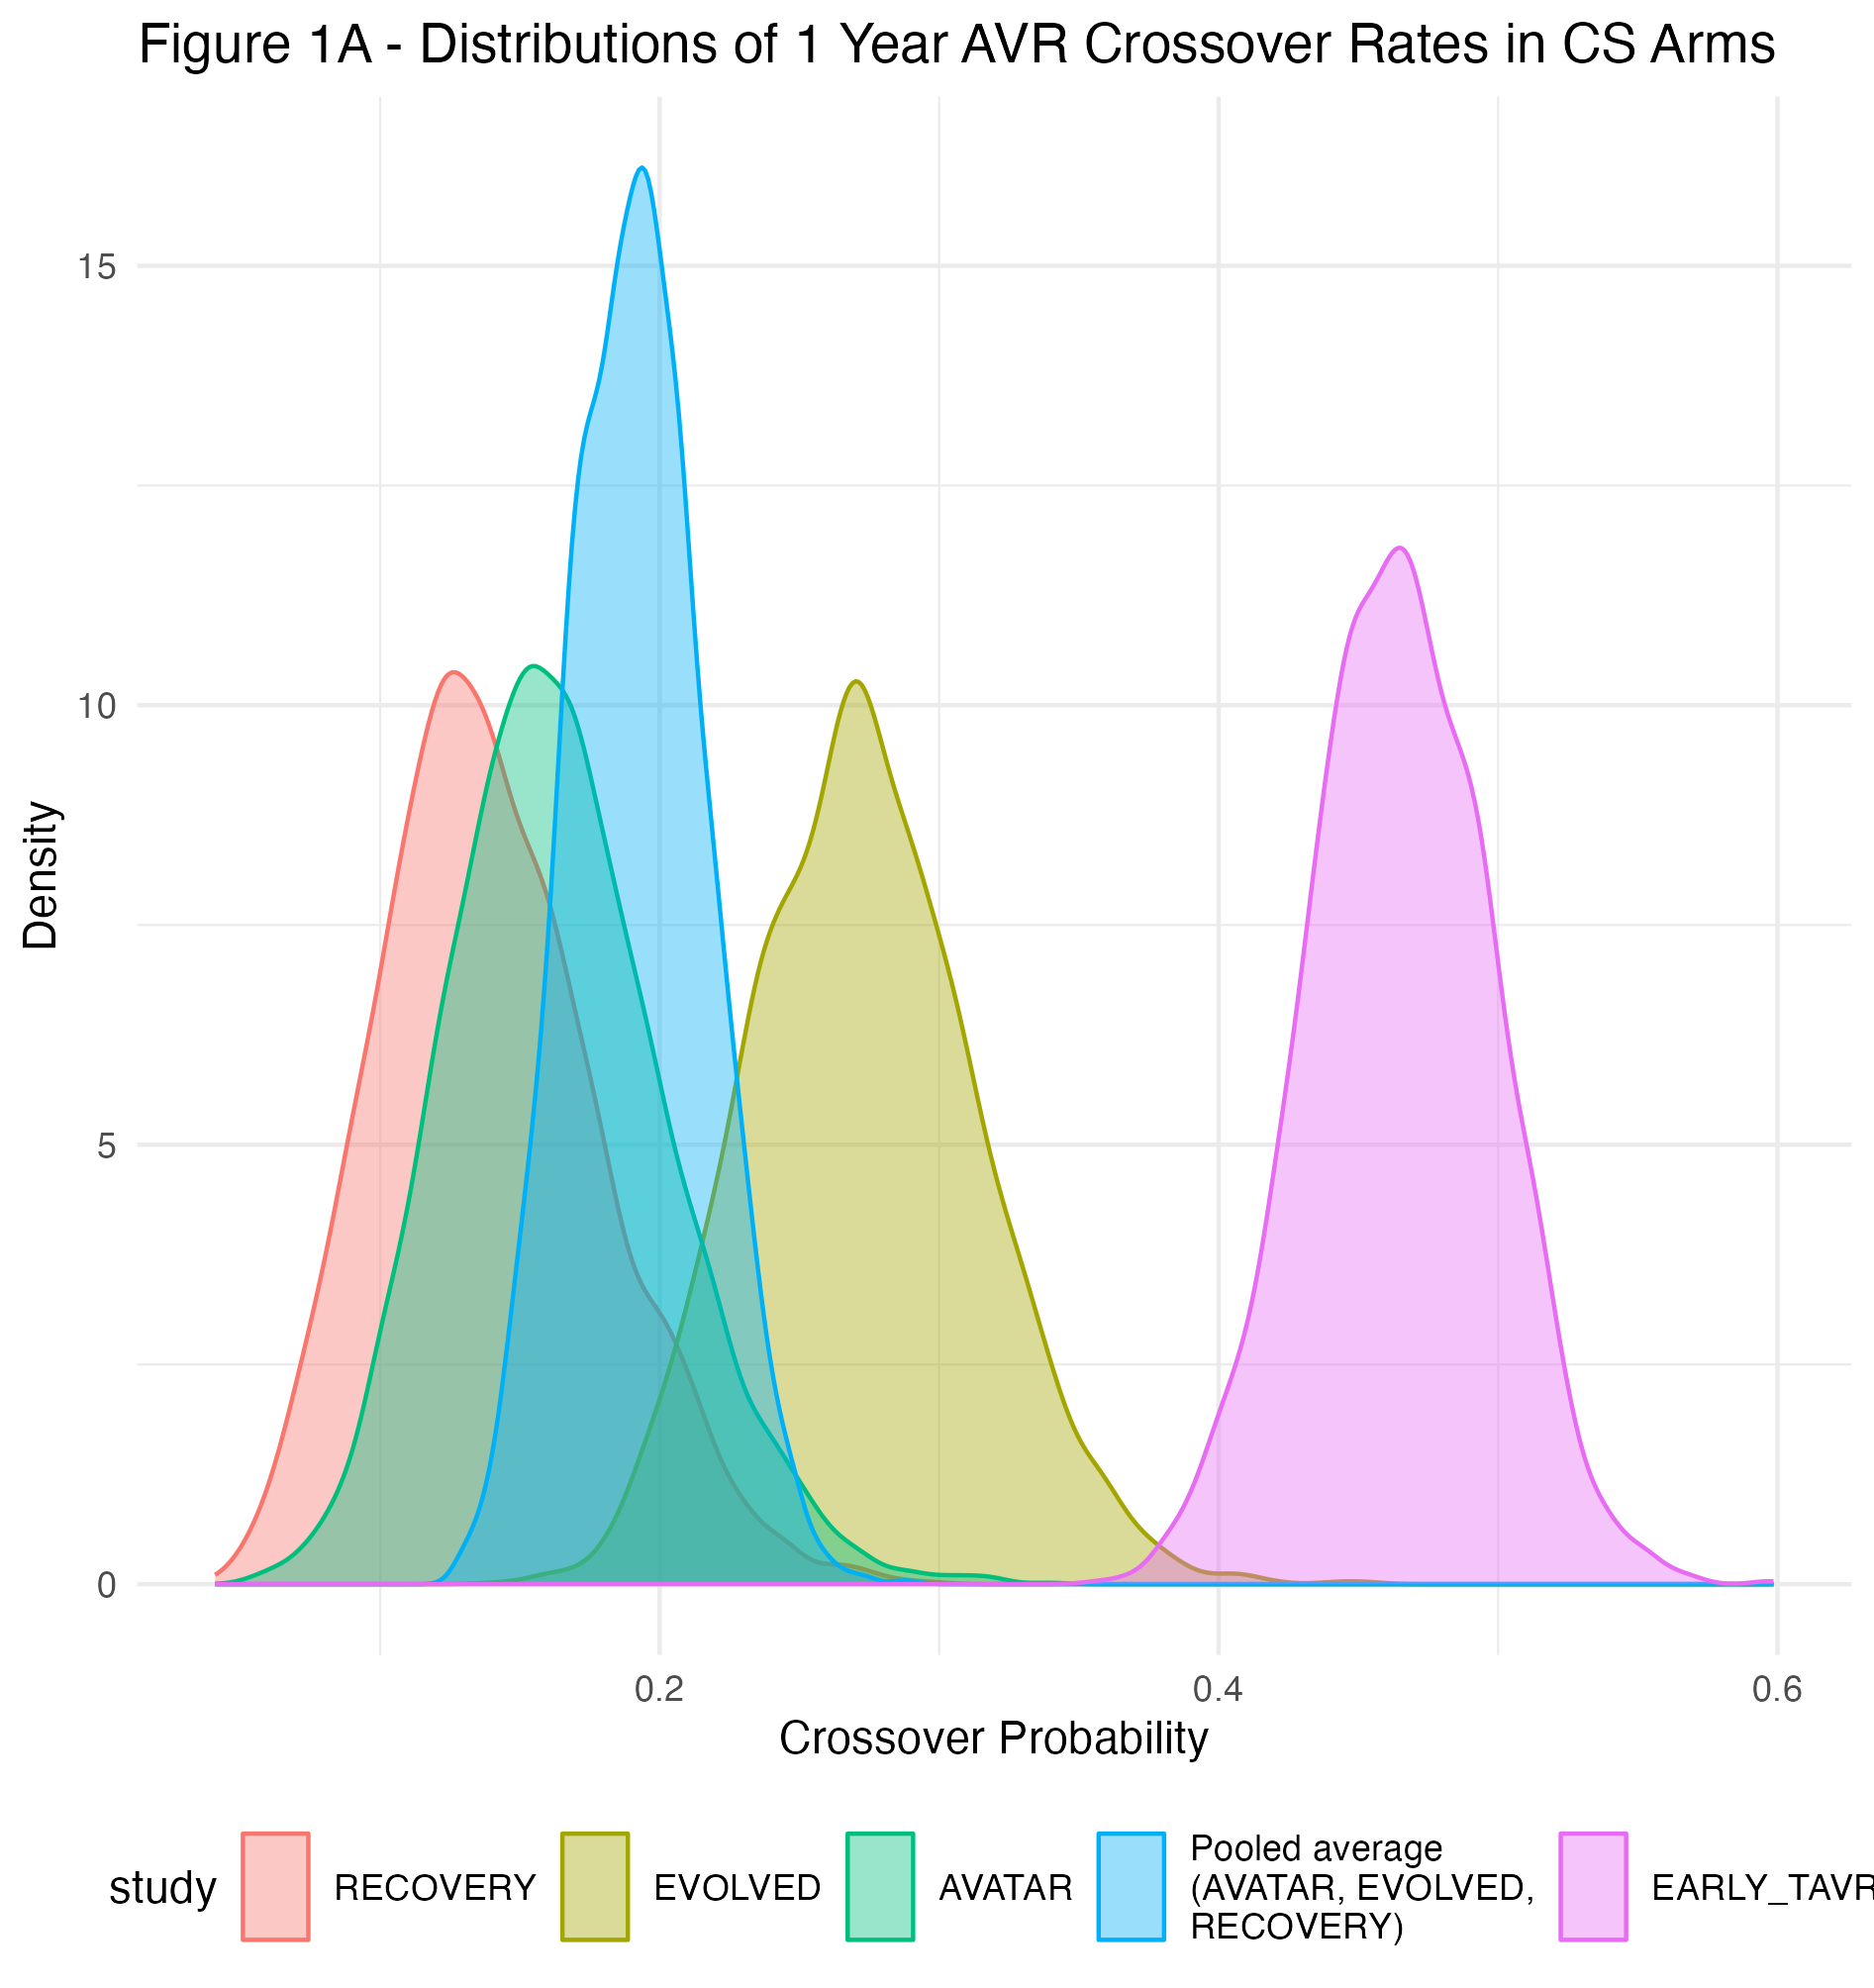 Figure 1A - Distributions of 1 Year AVR Crossover Rates in CS Arms
15
10
5
0
Density
0.2
0.4
0.6
Crossover Probability
study
RECOVERY
EVOLVED
AVATAR
Pooled average
(AVATAR, EVOLVED,
RECOVERY)
EARLY_TAVR